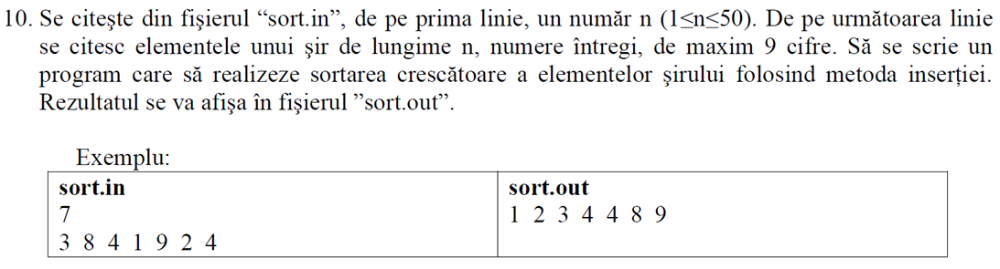 10. Se citeşte din fişierul “sort.in”, de pe prima linie, un număr n (1≤n≤50). De pe următoarea linie
se citesc elementele unui şir de lungime n, numere întregi, de maxim 9 cifre. Să se scrie un
program care să realizeze sortarea crescătoare a elementelor şirului folosind metoda inserţiei.
Rezultatul se va afişa în fişierul ”sort.out”.
Exemplu:
sort.in
7
3 8 4 1 9 2 4
sort.out
1 2 3 4 4 8 9